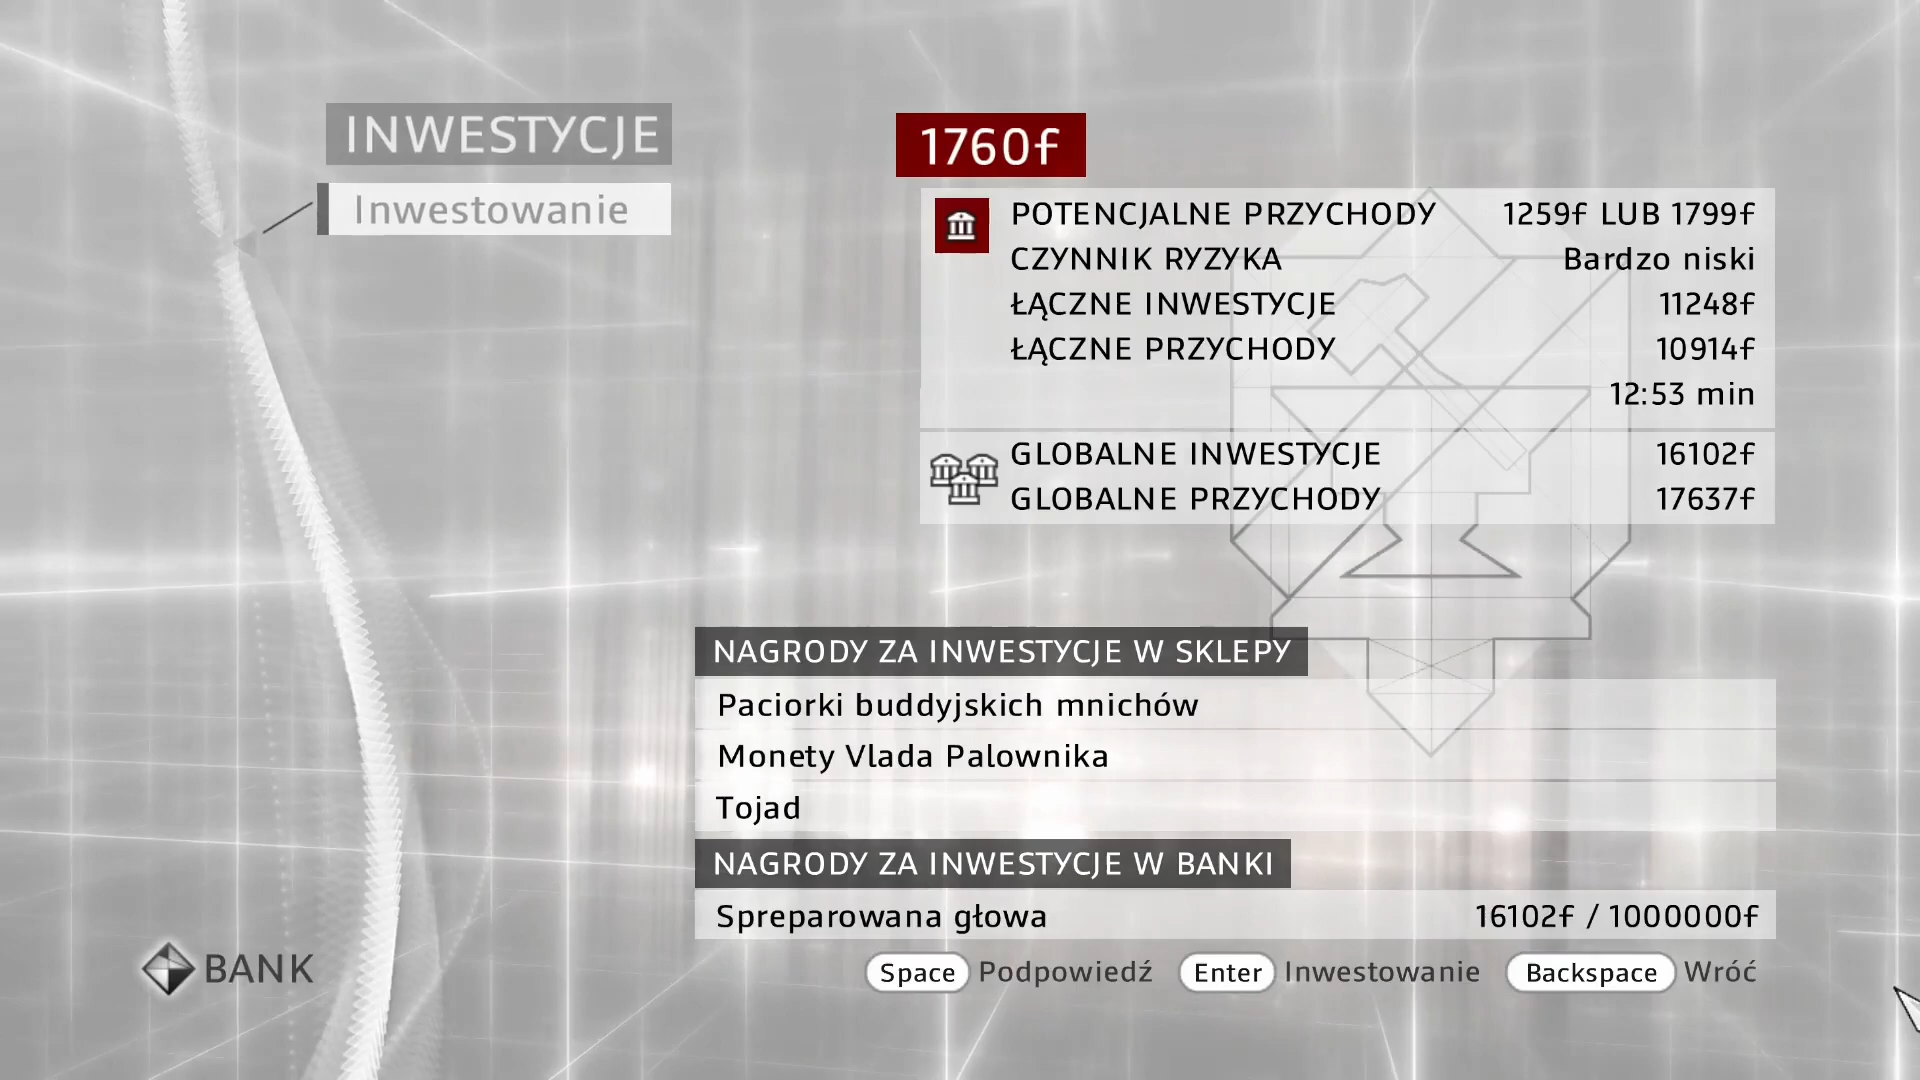 INWESTYCJE
Inwestowanie
1760f
POTENCJALNE PRZYCHODY 1259f LUB 1799f
CZYNNIK RYZYKA Bardzo niski
ŁĄCZNE INWESTYCJE 11248f
ŁĄCZNE PRZYCHODY 10914f
12:53 min
GLOBALNE INWESTYCJE 16102f
GLOBALNE PRZYCHODY 17637f
NAGRODY ZA INWESTYCJE W SKLEPY
Paciorki buddyjskich mnichów
Monety Vlada Palownika
Tojad
NAGRODY ZA INWESTYCJE W BANKI
Spreparowana głowa 16102f / 1000000f
BANK
Space Podpowiedź Enter Inwestowanie Backspace Wróć